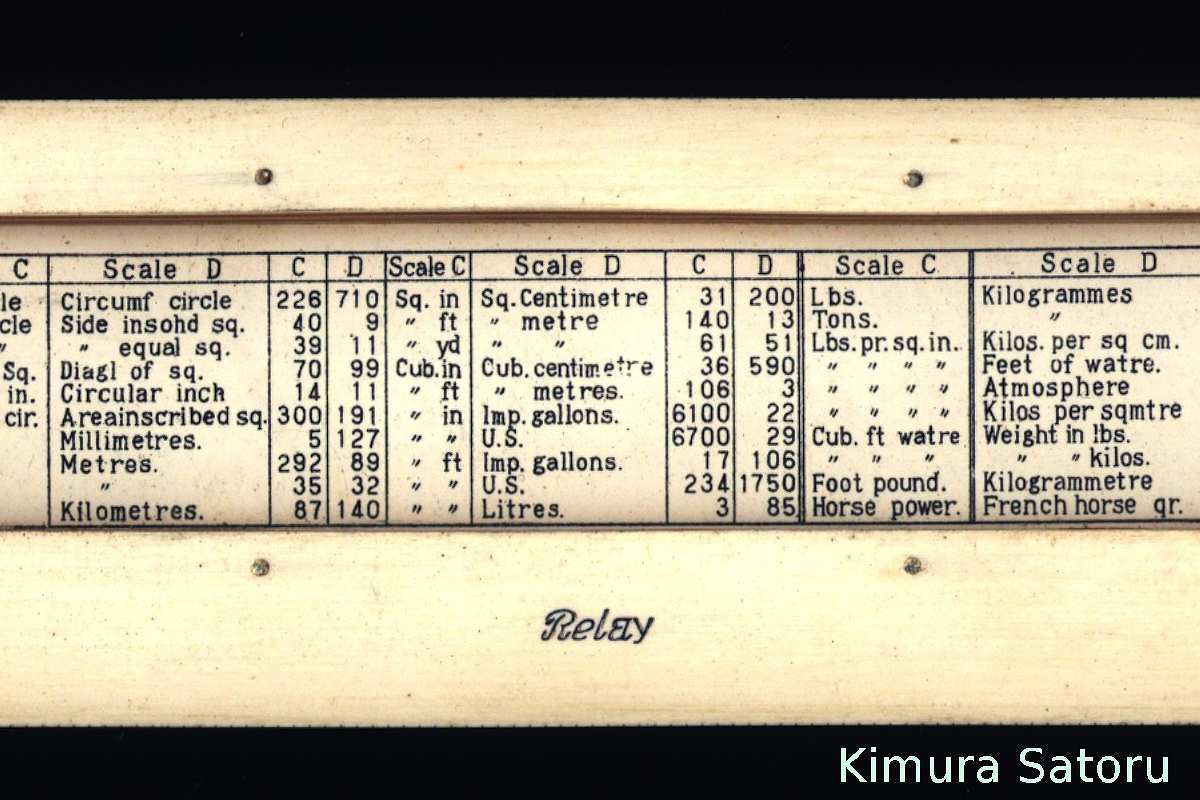 C Scale D C D Scale C Scale D C D Scale C Scale D
le Circumf circle 226 710 Sq. in Sq. Centimetre 31 200 Lbs. Kilogrammes
cle Side insohd sq. 40 9 " ft " metre 140 13 Tons. "
" " equal sq. 39 11 " yd " " 61 51 Lbs. pr. sq. in. Kilos. per sq cm.
Sq. Diagl of sq. 70 99 Cub. in Cub. centimetre 36 590 " " " " Feet of watre.
in. Circular inch 14 11 " ft " metres. 106 3 " " " " Atmosphere
cir. Areainscribed sq. 300 191 " in Imp. gallons. 6100 22 " " " " Kilos per sqmtre
Millimetres. 5 127 " " U.S. 6700 29 Cub. ft watre Weight in lbs.
Metres. 292 89 " ft Imp. gallons. 17 106 " " " " " kilos.
" 35 32 " " U.S. 234 1750 Foot pound. Kilogrammetre
Kilometres. 87 140 " " Litres. 3 85 Horse power. French horse qr.
Relay
Kimura Satoru